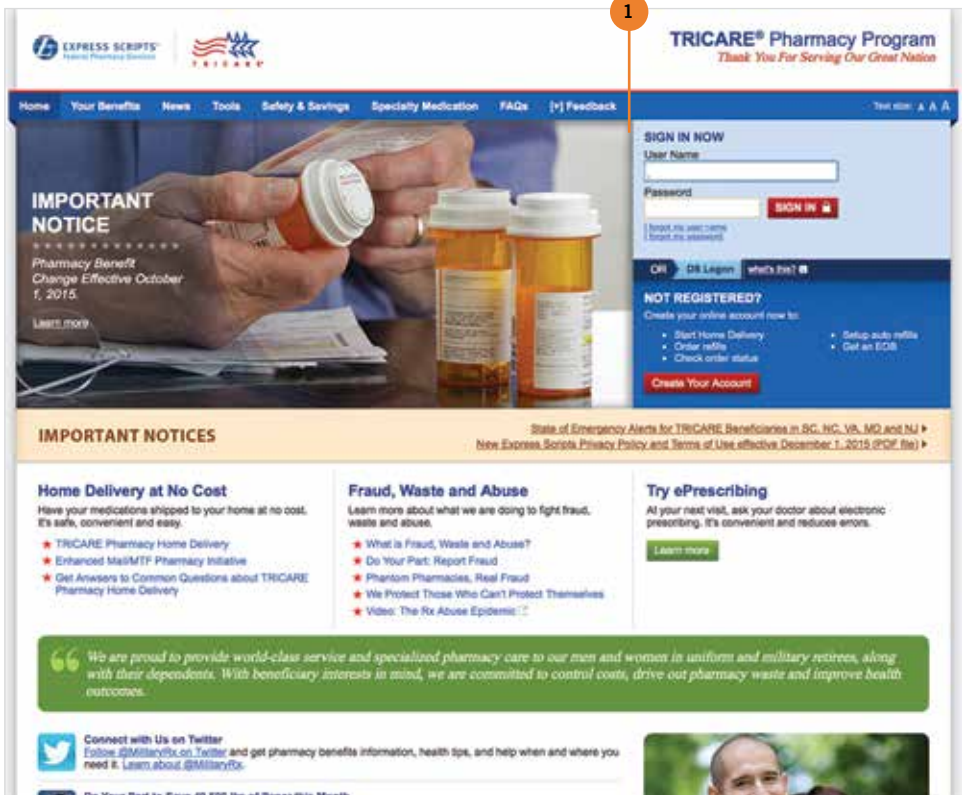 1
EXPRESS SCRIPTS®
Federal Pharmacy Services
TRICARE
TRICARE® Pharmacy Program
Thank You For Serving Our Great Nation
Home Your Benefits News Tools Safety & Savings Specialty Medication FAQs [+] Feedback
Text size: A A A
IMPORTANT
NOTICE
Pharmacy Benefit
Change Effective October
1, 2015.
Learn more
SIGN IN NOW
User Name
Password
SIGN IN
I forgot my user name
I forgot my password
OR DS Logon what's this?
NOT REGISTERED?
Create your online account now to:
• Start Home Delivery
• Order refills
• Check order status
• Setup auto refills
• Get an EOB
Create Your Account
IMPORTANT NOTICES
State of Emergency Alerts for TRICARE Beneficiaries in SC, NC, VA, MD and NJ
New Express Scripts Privacy Policy and Terms of Use effective December 1, 2015 (PDF file)
Home Delivery at No Cost
Have your medications shipped to your home at no cost.
It's safe, convenient and easy.
TRICARE Pharmacy Home Delivery
Enhanced Mail/MTF Pharmacy Initiative
Get Anwsers to Common Questions about TRICARE
Pharmacy Home Delivery
Fraud, Waste and Abuse
Learn more about what we are doing to fight fraud,
waste and abuse.
What is Fraud, Waste and Abuse?
Do Your Part: Report Fraud
Phantom Pharmacies, Real Fraud
We Protect Those Who Can't Protect Themselves
Video: The Rx Abuse Epidemic
Try ePrescribing
At your next visit, ask your doctor about electronic
prescribing. It's convenient and reduces errors.
Learn more
We are proud to provide world-class service and specialized pharmacy care to our men and women in uniform and military retirees, along
with their dependents. With beneficiary interests in mind, we are committed to control costs, drive out pharmacy waste and improve health
outcomes.
Connect with Us on Twitter
Follow @MilitaryRx on Twitter and get pharmacy benefits information, health tips, and help when and where you
need it. Learn about @MilitaryRx.